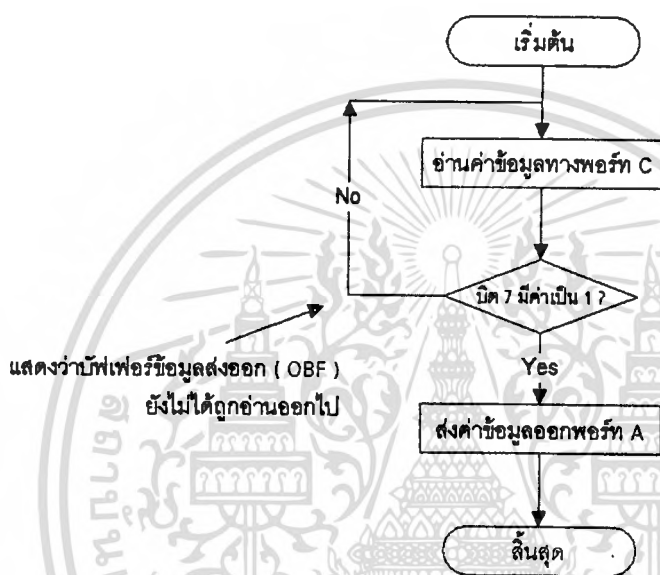 เริ่มต้น
อ่านค่าข้อมูลทางพอร์ท C
No
บิต 7 มีค่าเป็น 1 ?
แสดงว่าบัฟเฟอร์ข้อมูลส่งออก ( OBF )
ยังไม่ได้ถูกอ่านออกไป
Yes
ส่งค่าข้อมูลออกพอร์ท A
สิ้นสุด